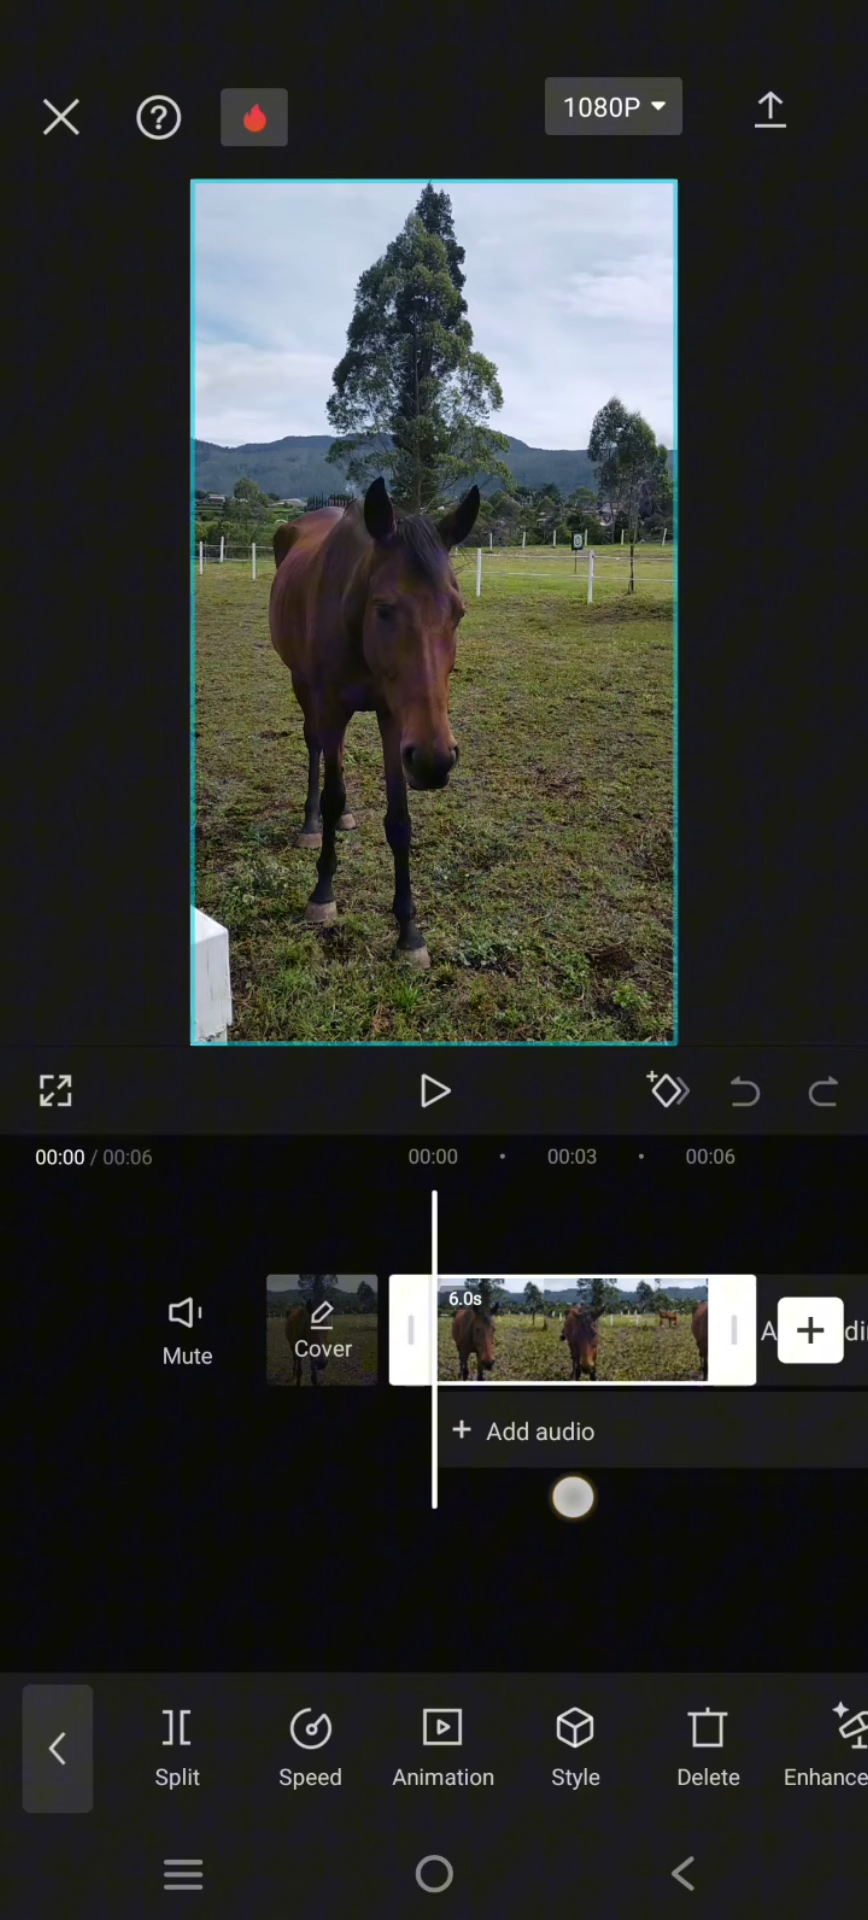 1080P
00:00 / 00:06
00:00
00:03
00:06
6.0s
Mute
Cover
A
di
+ Add audio
Split
Speed
Animation
Style
Delete
Enhance